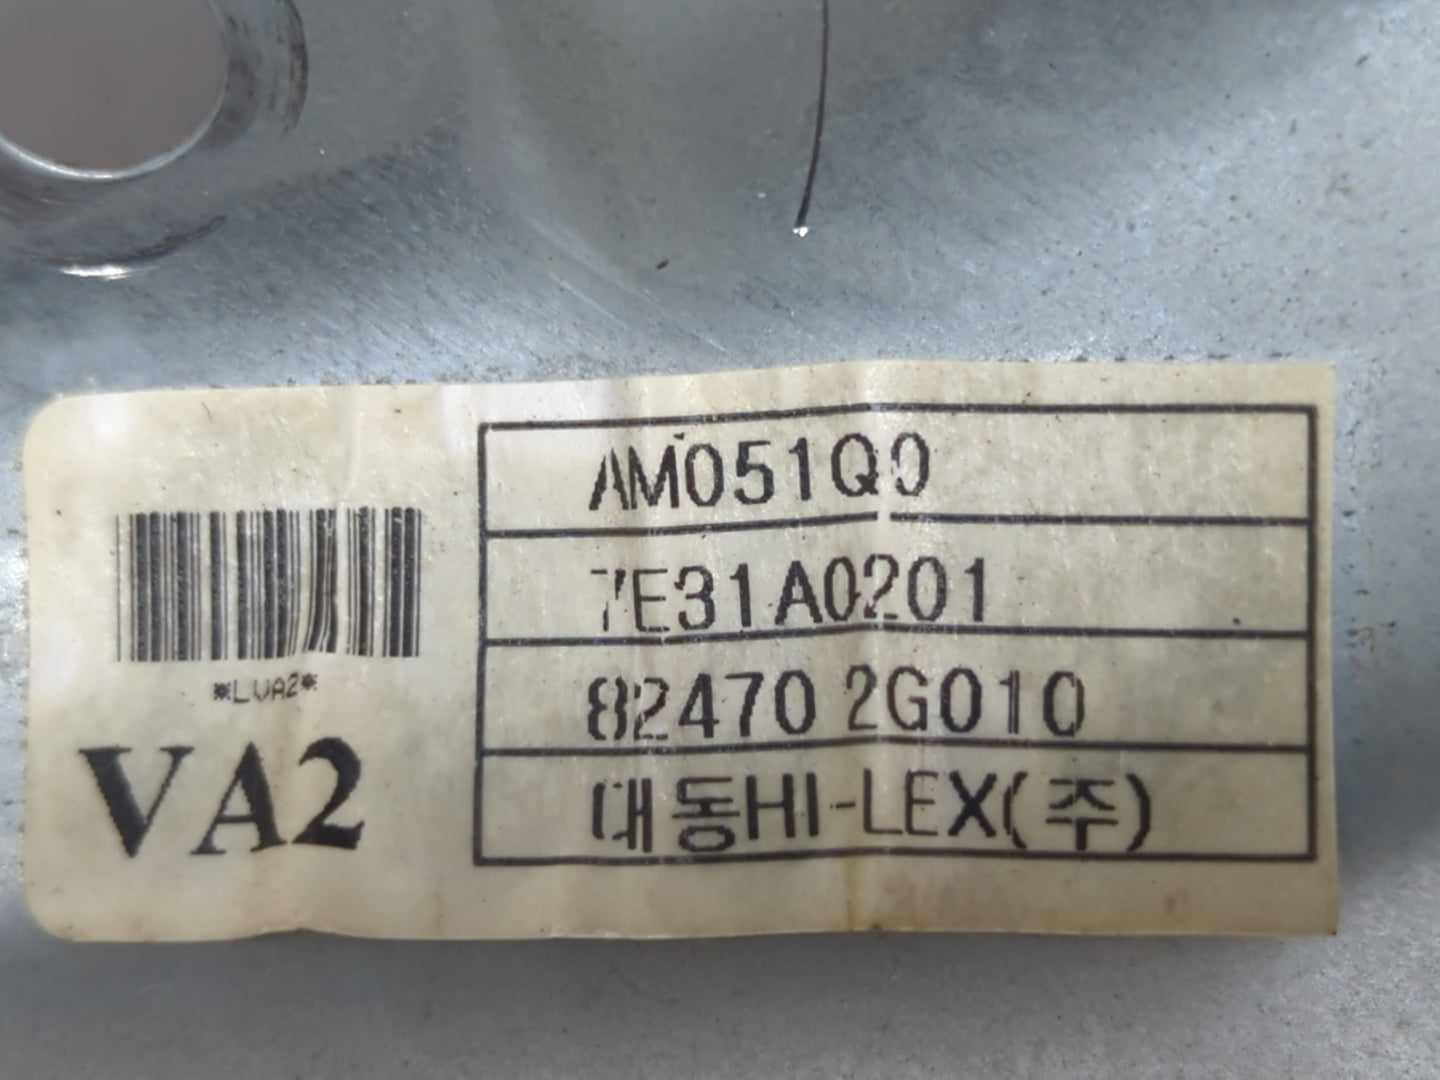 *LVA2*
VA2
AM051Q0
7E31A0201
82470 2G010
대동HI-LEX(주)